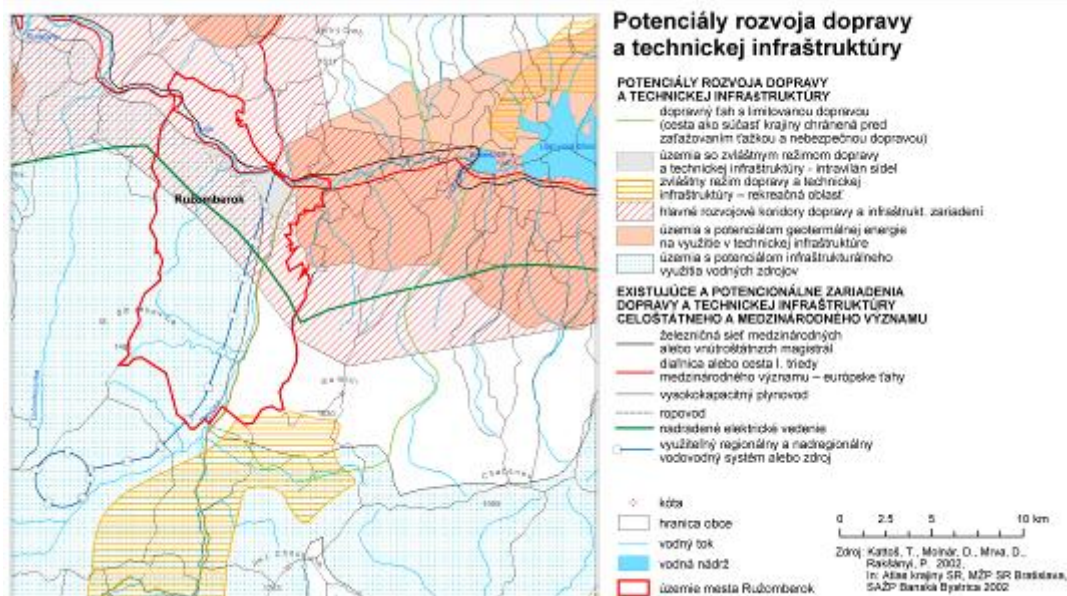 Potenciály rozvoja dopravy
a technickej infraštruktúry
POTENCIÁLY ROZVOJA DOPRAVY
A TECHNICKEJ INFRAŠTRUKTÚRY
dopravný ťah s limitovanou dopravou
(cesta ako súčasť krajiny chránená pred
zaťažovaním ťažkou a nebezpečnou dopravou)
územia so zvláštnym režimom dopravy
a technickej infraštruktúry - intravilán sídel
zvláštny režim dopravy a technickej
infraštruktúry – rekreačná oblasť
hlavné rozvojové koridory dopravy a infraštrukt. zariadení
územia s potenciálom geotermálnej energie
na využitie v technickej infraštruktúre
územia s potenciálom infraštrukturálneho
využitia vodných zdrojov
EXISTUJÚCE A POTENCIONÁLNE ZARIADENIA
DOPRAVY A TECHNICKEJ INFRAŠTRUKTÚRY
CELOŠTÁTNEHO A MEDZINÁRODNÉHO VÝZNAMU
železničná sieť medzinárodných
alebo vnútroštátnzch magistrál
diaľnica alebo cesta I. triedy
medzinárodného významu – európske ťahy
vysokokapacitný plynovod
ropovod
nadradené elektrické vedenie
využiteľný regionálny a nadregionálny
vodovodný systém alebo zdroj
kóta
hranica obce
vodný tok
vodná nádrž
územie mesta Ružomberok
0 2.5 5 10 km
Zdroj: Kattoš, T., Molnár, O., Mrva, D.,
Rakšányi, P. 2002,
In: Atlas krajiny SR, MŽP SR Bratislava,
SAŽP Banská Bystrica 2002
Ružomberok